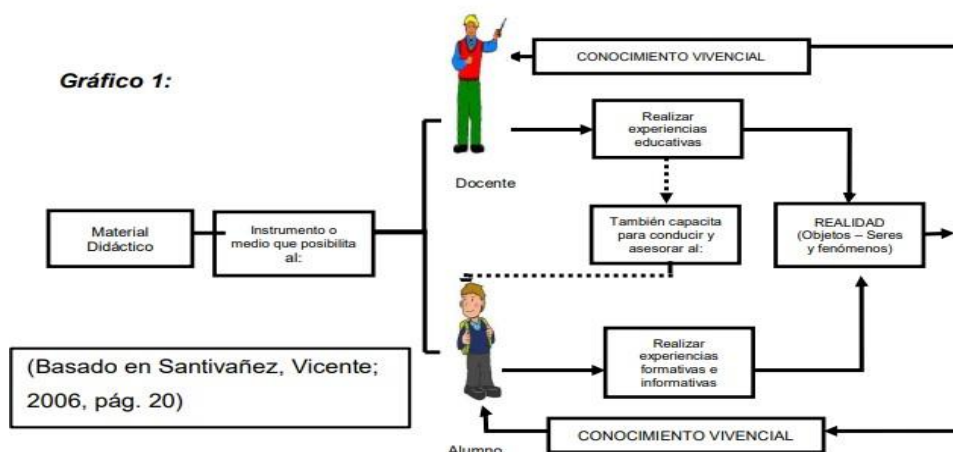 Gráfico 1:
CONOCIMIENTO VIVENCIAL
Realizar
experiencias
educativas
Docente
Material
Didáctico
Instrumento o
medio que posibilita
al:
También capacita
para conducir y
asesorar al:
REALIDAD
(Objetos – Seres
y fenómenos)
(Basado en Santivañez, Vicente;
2006, pág. 20)
Realizar
experiencias
formativas e
informativas
CONOCIMIENTO VIVENCIAL
Alumno